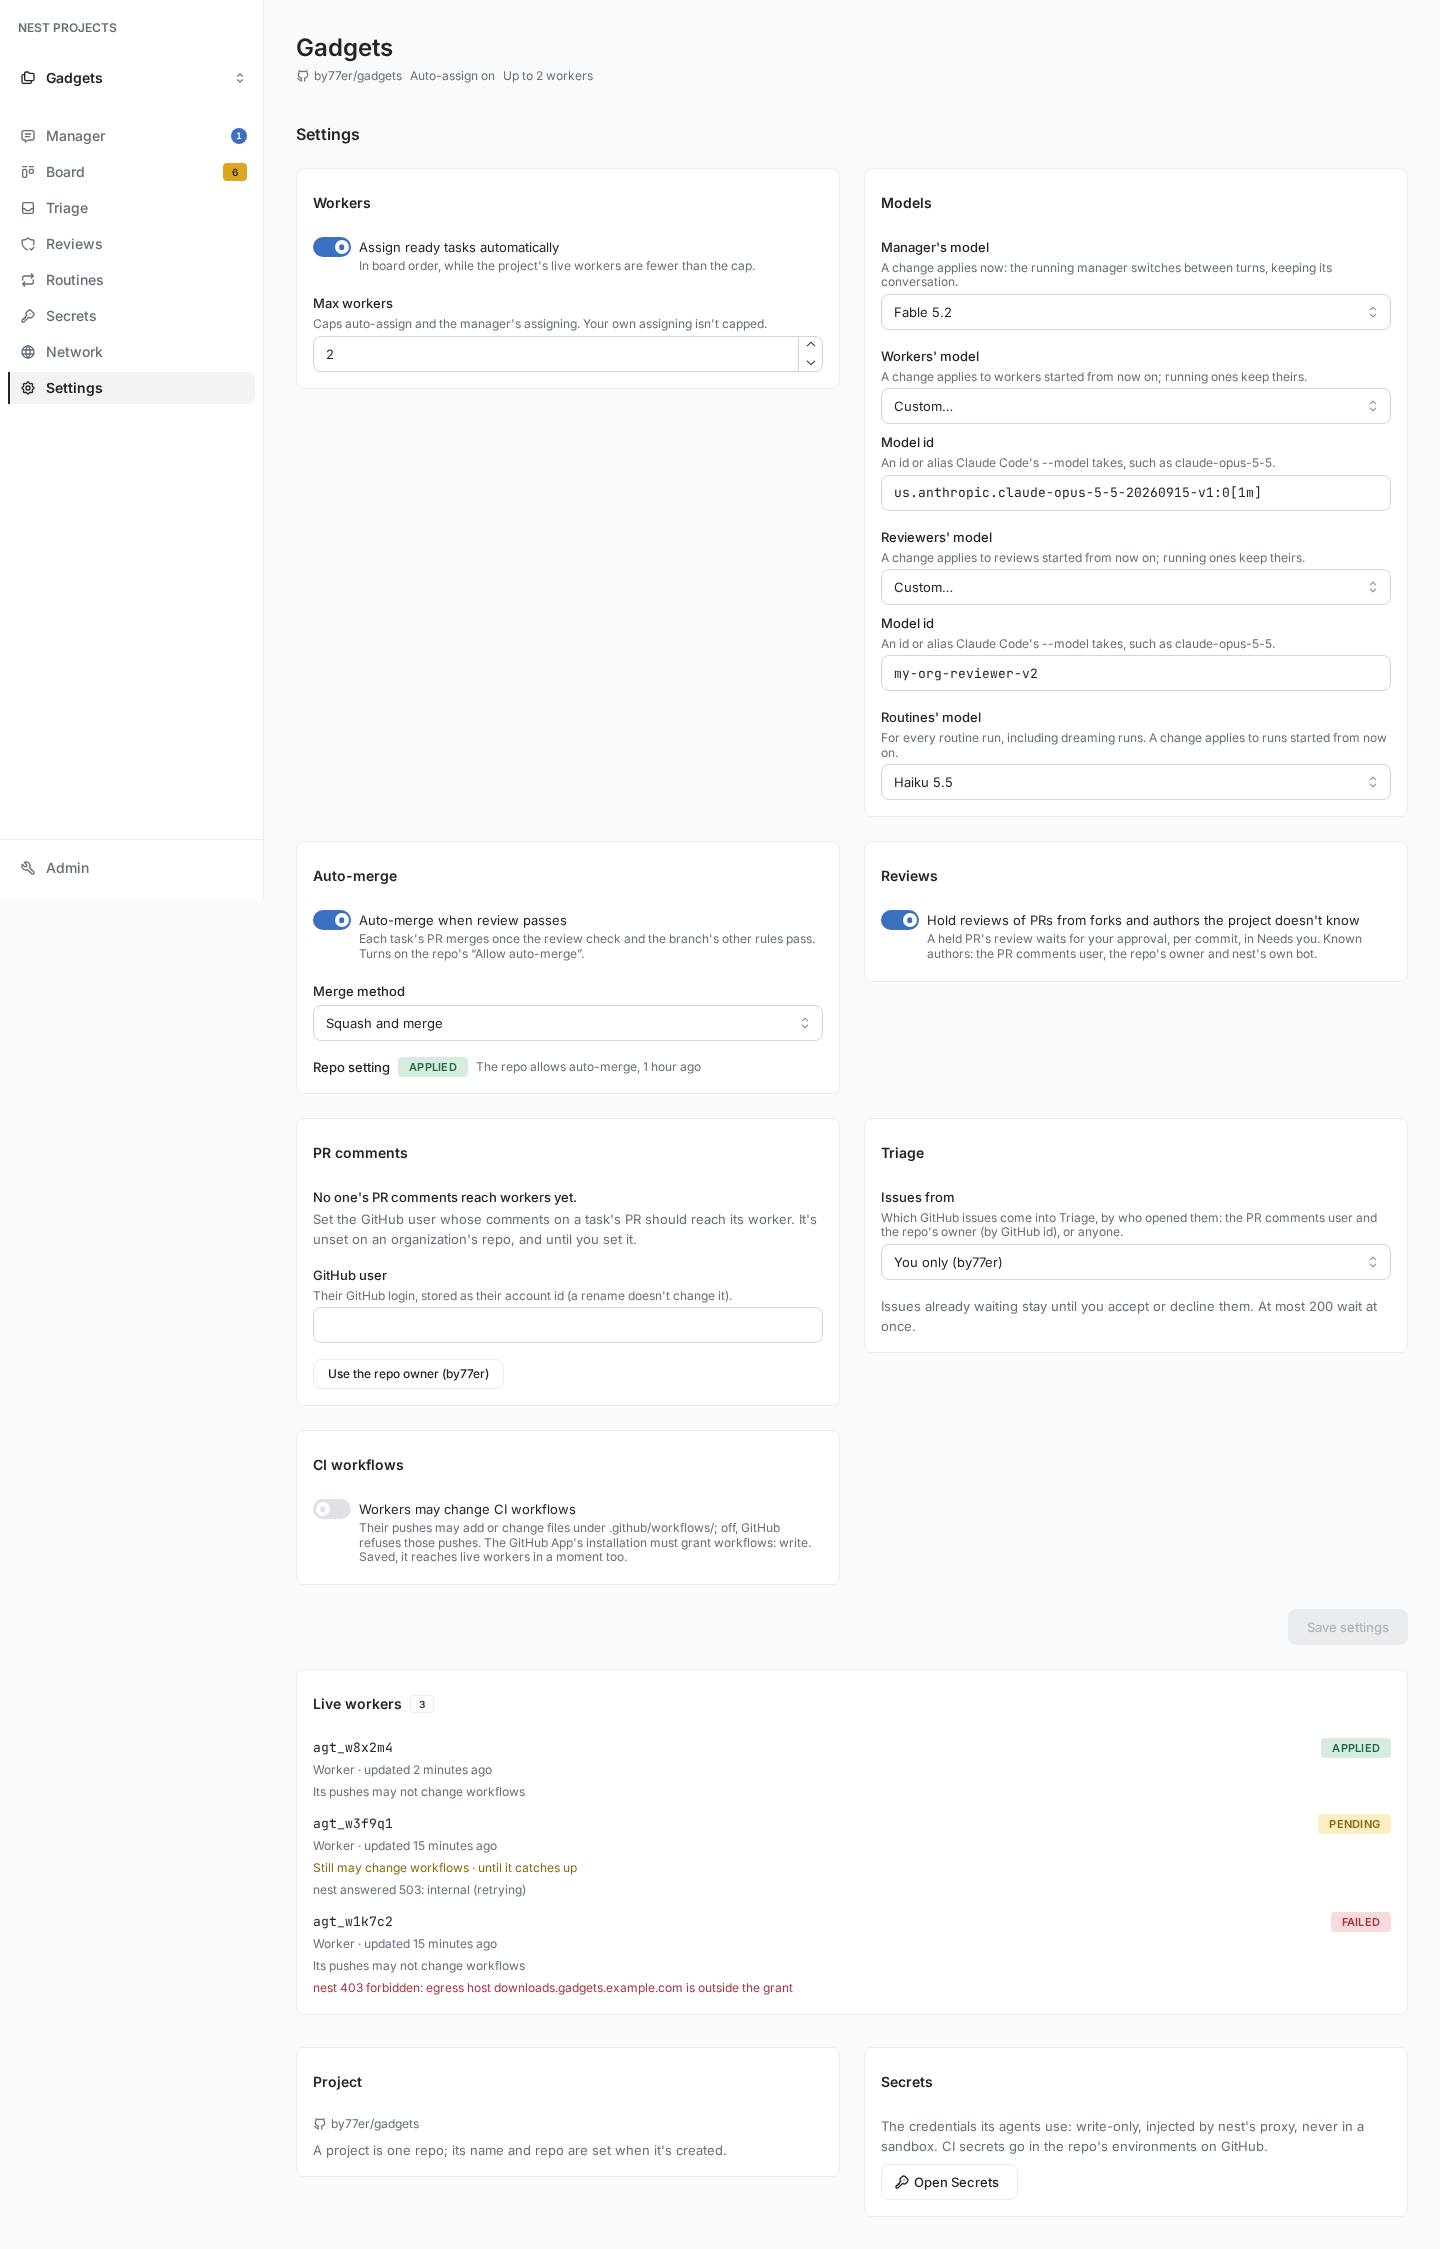 NEST PROJECTS
Gadgets
Manager 1
Board 6
Triage
Reviews
Routines
Secrets
Network
Settings
Admin
Gadgets
by77er/gadgets Auto-assign on Up to 2 workers
Settings
Workers
Assign ready tasks automatically
In board order, while the project's live workers are fewer than the cap.
Max workers
Caps auto-assign and the manager's assigning. Your own assigning isn't capped.
2
Models
Manager's model
A change applies now: the running manager switches between turns, keeping its
conversation.
Fable 5.2
Workers' model
A change applies to workers started from now on; running ones keep theirs.
Custom...
Model id
An id or alias Claude Code's --model takes, such as claude-opus-5-5.
us.anthropic.claude-opus-5-5-20260915-v1:0[1m]
Reviewers' model
A change applies to reviews started from now on; running ones keep theirs.
Custom...
Model id
An id or alias Claude Code's --model takes, such as claude-opus-5-5.
my-org-reviewer-v2
Routines' model
For every routine run, including dreaming runs. A change applies to runs started from now
on.
Haiku 5.5
Auto-merge
Auto-merge when review passes
Each task's PR merges once the review check and the branch's other rules pass.
Turns on the repo's “Allow auto-merge”.
Merge method
Squash and merge
Repo setting APPLIED The repo allows auto-merge, 1 hour ago
Reviews
Hold reviews of PRs from forks and authors the project doesn't know
A held PR's review waits for your approval, per commit, in Needs you. Known
authors: the PR comments user, the repo's owner and nest's own bot.
PR comments
No one's PR comments reach workers yet.
Set the GitHub user whose comments on a task's PR should reach its worker. It's
unset on an organization's repo, and until you set it.
GitHub user
Their GitHub login, stored as their account id (a rename doesn't change it).
Use the repo owner (by77er)
Triage
Issues from
Which GitHub issues come into Triage, by who opened them: the PR comments user and
the repo's owner (by GitHub id), or anyone.
You only (by77er)
Issues already waiting stay until you accept or decline them. At most 200 wait at
once.
CI workflows
Workers may change CI workflows
Their pushes may add or change files under .github/workflows/; off, GitHub
refuses those pushes. The GitHub App's installation must grant workflows: write.
Saved, it reaches live workers in a moment too.
Save settings
Live workers 3
agt_w8x2m4 APPLIED
Worker · updated 2 minutes ago
Its pushes may not change workflows
agt_w3f9q1 PENDING
Worker · updated 15 minutes ago
Still may change workflows · until it catches up
nest answered 503: internal (retrying)
agt_w1k7c2 FAILED
Worker · updated 15 minutes ago
Its pushes may not change workflows
nest 403 forbidden: egress host downloads.gadgets.example.com is outside the grant
Project
by77er/gadgets
A project is one repo; its name and repo are set when it's created.
Secrets
The credentials its agents use: write-only, injected by nest's proxy, never in a
sandbox. CI secrets go in the repo's environments on GitHub.
Open Secrets